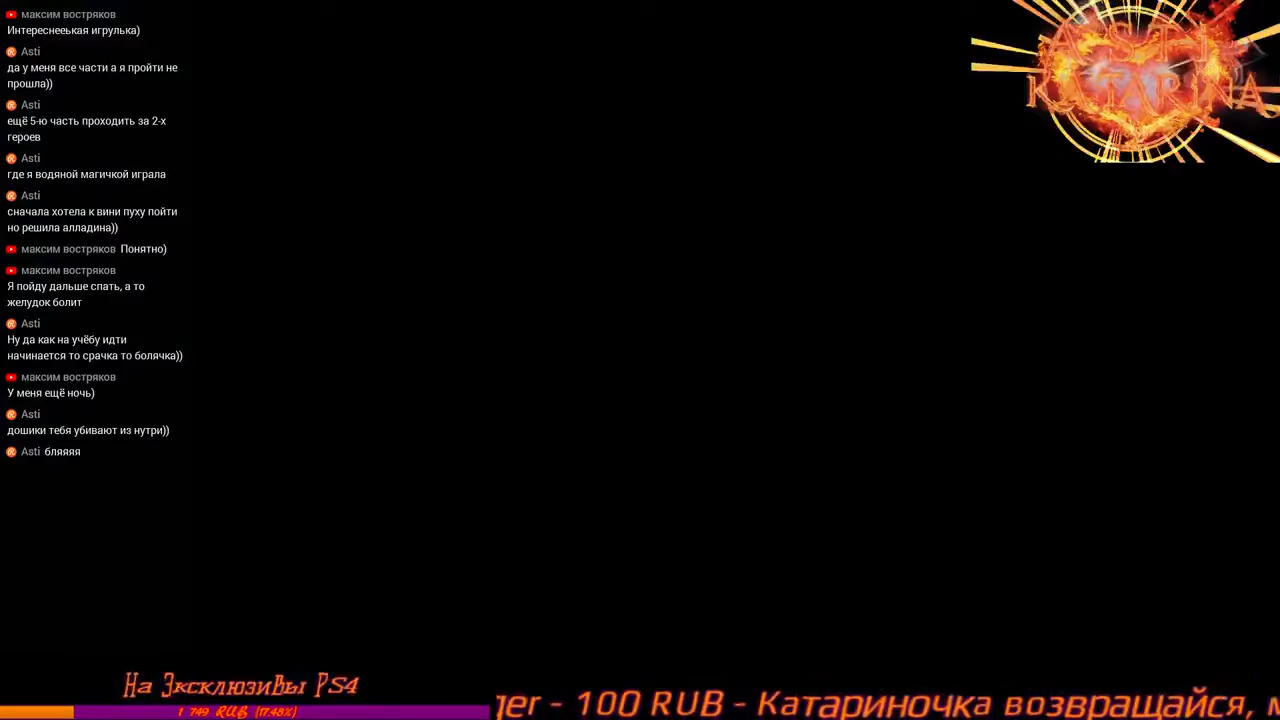 максим востряков
Интереснееькая игрулька)
Asti
да у меня все части а я пройти не
прошла))
Asti
ещё 5-ю часть проходить за 2-х
героев
Asti
где я водяной магичкой играла
Asti
сначала хотела к вини пуху пойти
но решила алладина))
максим востряков Понятно)
максим востряков
Я пойду дальше спать, а то
желудок болит
Asti
Ну да как на учёбу идти
начинается то срачка то болячка))
максим востряков
У меня ещё ночь)
Asti
дошики тебя убивают из нутри))
Asti бляяяя
ASTI
KATARINA
На ЭксклюзиВы PS4
1 749 RUB (17.48%)
er - 100 RUB - Катариночка возвращайся,